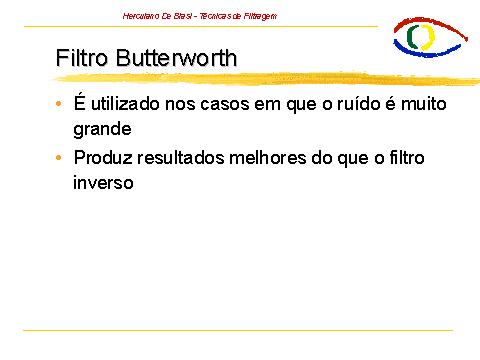 Herculano De Biasi - Técnicas de Filtragem
Filtro Butterworth
• É utilizado nos casos em que o ruído é muito
grande
• Produz resultados melhores do que o filtro
inverso